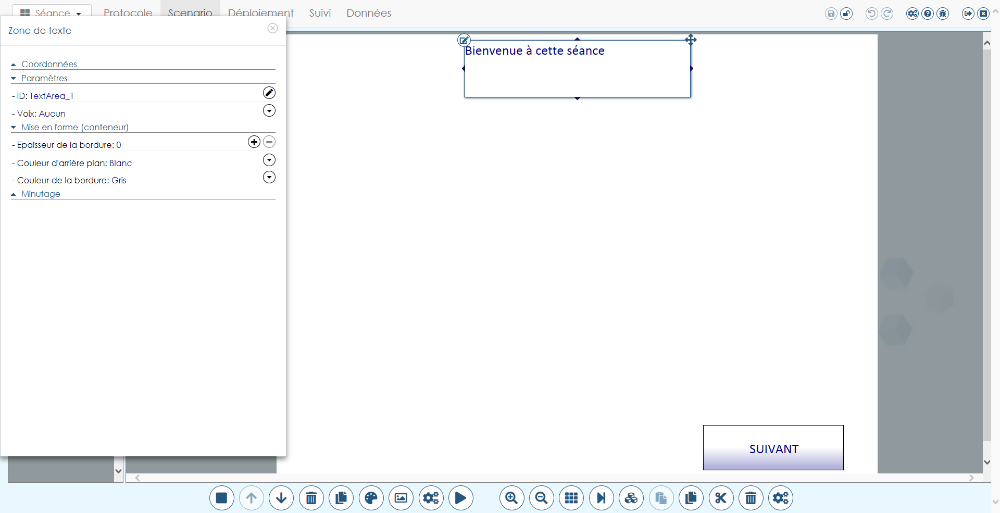 Séance
Protocole
Scenario
Déploiement
Suivi
Données
Zone de texte
Coordonnées
Paramètres
- ID: TextArea_1
- Voix: Aucun
Mise en forme (conteneur)
- Epaisseur de la bordure: 0
- Couleur d'arrière plan: Blanc
- Couleur de la bordure: Gris
Minutage
Bienvenue à cette séance
SUIVANT